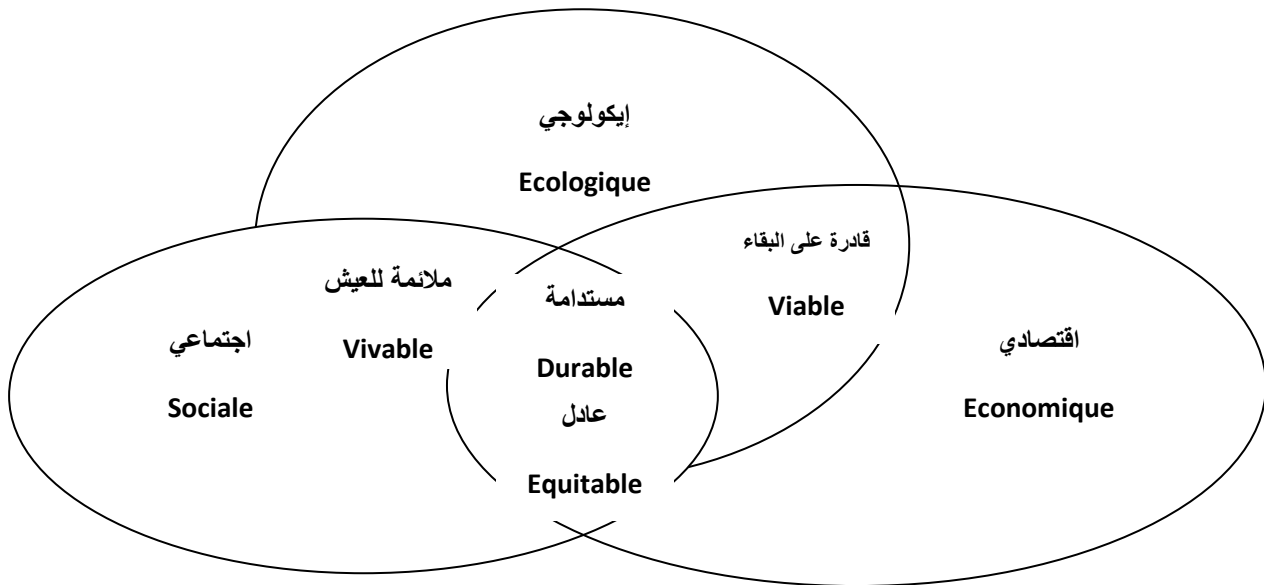 إيكولوجي
Ecologique
قادرة على البقاء
Viable
ملائمة للعيش
Vivable
مستدامة
Durable
اجتماعي
Sociale
اقتصادي
Economique
عادل
Equitable